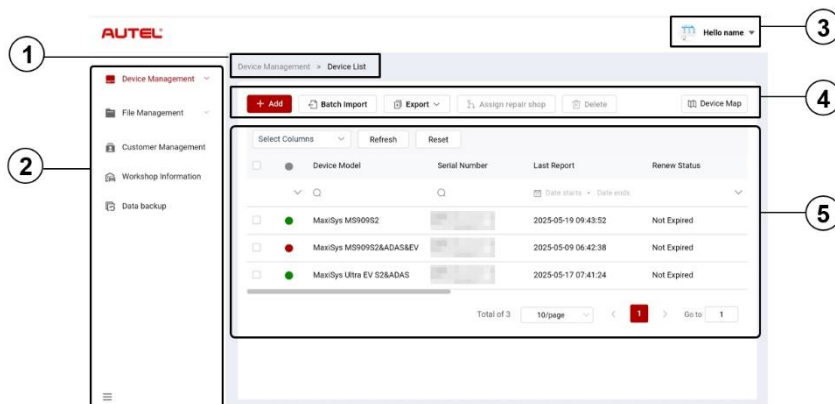 AUTEL
Hello name
3
1
Device Management > Device List
Device Management
+ Add
Batch Import
Export
Assign repair shop
Delete
Device Map
4
File Management
Select Columns
Refresh
Reset
Customer Management
Device Model
Serial Number
Last Report
Renew Status
2
Workshop Information
Date starts • Date ends
Data backup
5
MaxiSys MS909S2
2025-05-19 09:43:52
Not Expired
MaxiSys MS909S2&ADAS&EV
2025-05-09 06:42:38
Not Expired
MaxiSys Ultra EV S2&ADAS
2025-05-17 07:41:24
Not Expired
Total of 3
10/page
<
1
>
Go to
1